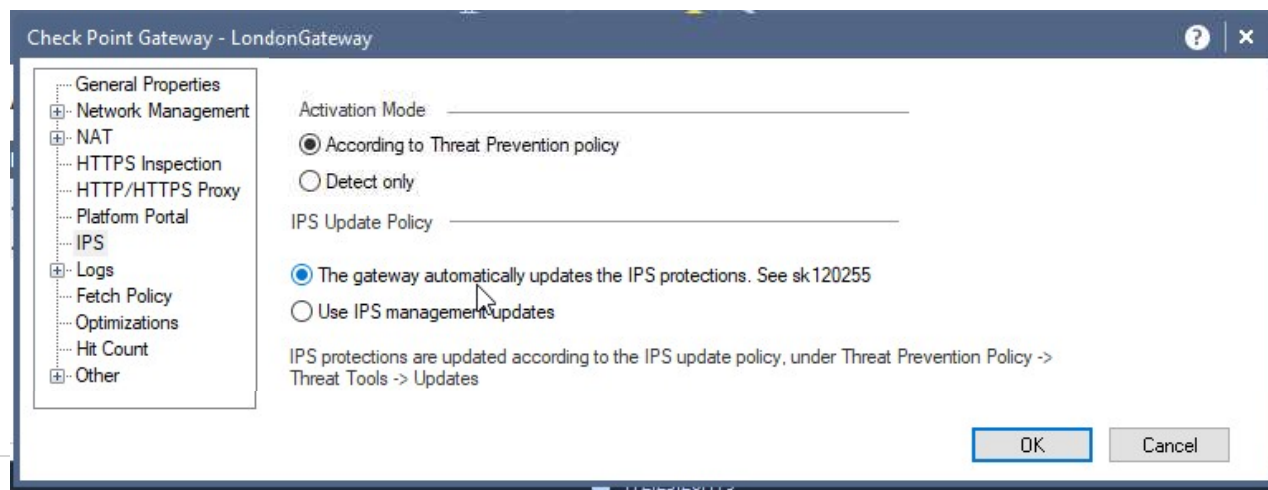 Check Point Gateway - LondonGateway
General Properties
Network Management
NAT
HTTPS Inspection
HTTP/HTTPS Proxy
Platform Portal
IPS
Logs
Fetch Policy
Optimizations
Hit Count
Other
Activation Mode
According to Threat Prevention policy
Detect only
IPS Update Policy
The gateway automatically updates the IPS protections. See sk120255
Use IPS management updates
IPS protections are updated according to the IPS update policy, under Threat Prevention Policy ->
Threat Tools -> Updates
OK
Cancel